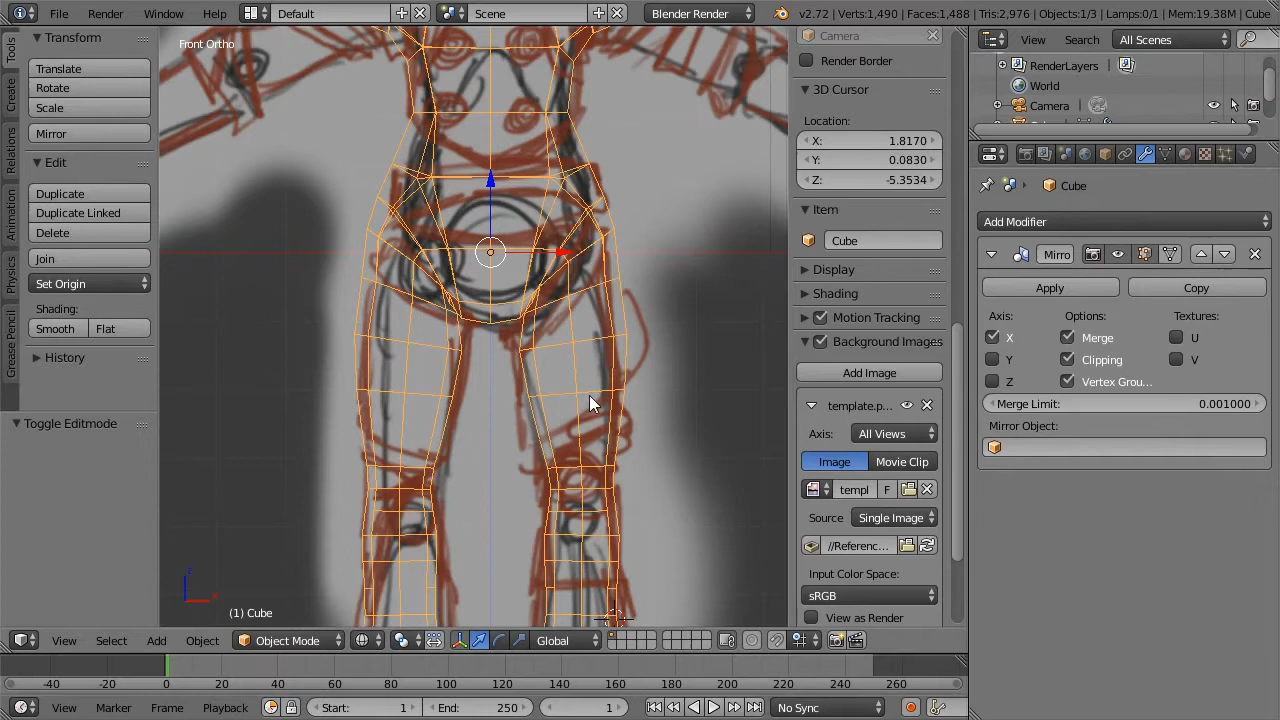 File Render Window Help Default Scene Blender Render v2.72 | Verts:1,490 | Faces:1,488 | Tris:2,976 | Objects:1/3 | Lamps:0/1 | Mem:19.38M | Cube
Tools
Create
Relations
Animation
Physics
Grease Pencil
Transform
Translate
Rotate
Scale
Mirror
Edit
Duplicate
Duplicate Linked
Delete
Join
Set Origin
Shading:
Smooth Flat
History
Toggle Editmode
Front Ortho
(1) Cube
Camera
Render Border
3D Cursor
Location:
X: 1.8170
Y: 0.0830
Z: -5.3534
Item
Cube
Display
Shading
Motion Tracking
Background Images
Add Image
template.p...
Axis: All Views
Image Movie Clip
templ F
Source Single Image
//Referenc...
Input Color Space:
sRGB
View as Render
View Search All Scenes
RenderLayers
World
Camera
Cube
Add Modifier
Mirro
Apply Copy
Axis: Options: Textures:
X Merge U
Y Clipping V
Z Vertex Grou...
Merge Limit: 0.001000
Mirror Object:
View Select Add Object Object Mode Global
-40 -20 0 20 40 60 80 100 120 140 160 180 200 220 240 260
View Marker Frame Playback Start: 1 End: 250 1 No Sync